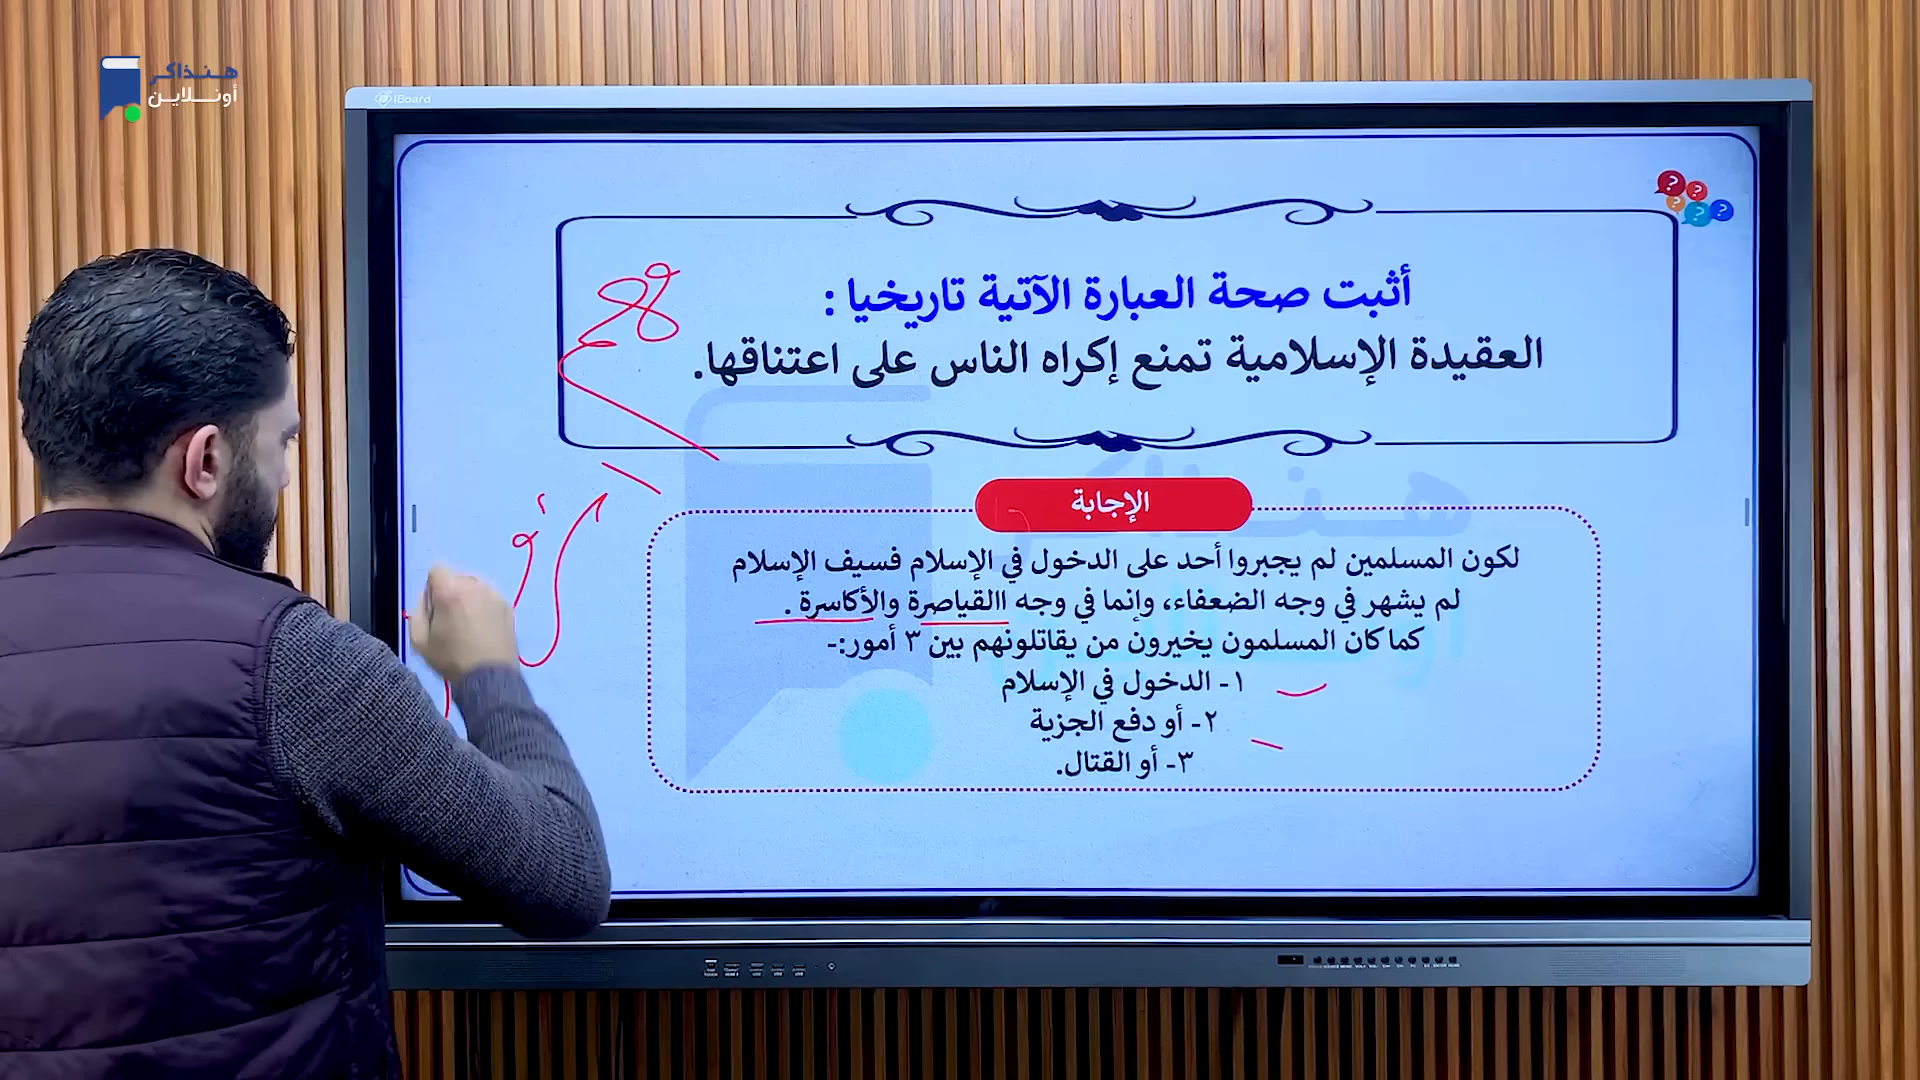 هنذاكر
أونلاين
iBoard
أثبت صحة العبارة الآتية تاريخيا :
العقيدة الإسلامية تمنع إكراه الناس على اعتناقها.
الإجابة
لكون المسلمين لم يجبروا أحد على الدخول في الإسلام فسيف الإسلام
لم يشهر في وجه الضعفاء، وإنما في وجه االقياصرة والأكاسرة .
كما كان المسلمون يخيرون من يقاتلونهم بين ٣ أمور:-
١- الدخول في الإسلام
٢- أو دفع الجزية
٣- أو القتال.